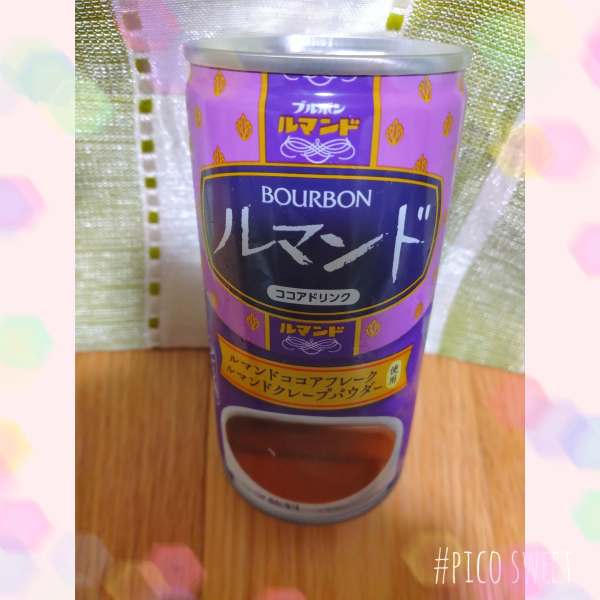 ブルボン
ルマンド
BOURBON
ルマンド
ココアドリンク
ルマンド
ルマンドココアフレーク
ルマンドクレープパウダー
使用
#PICO SWEET